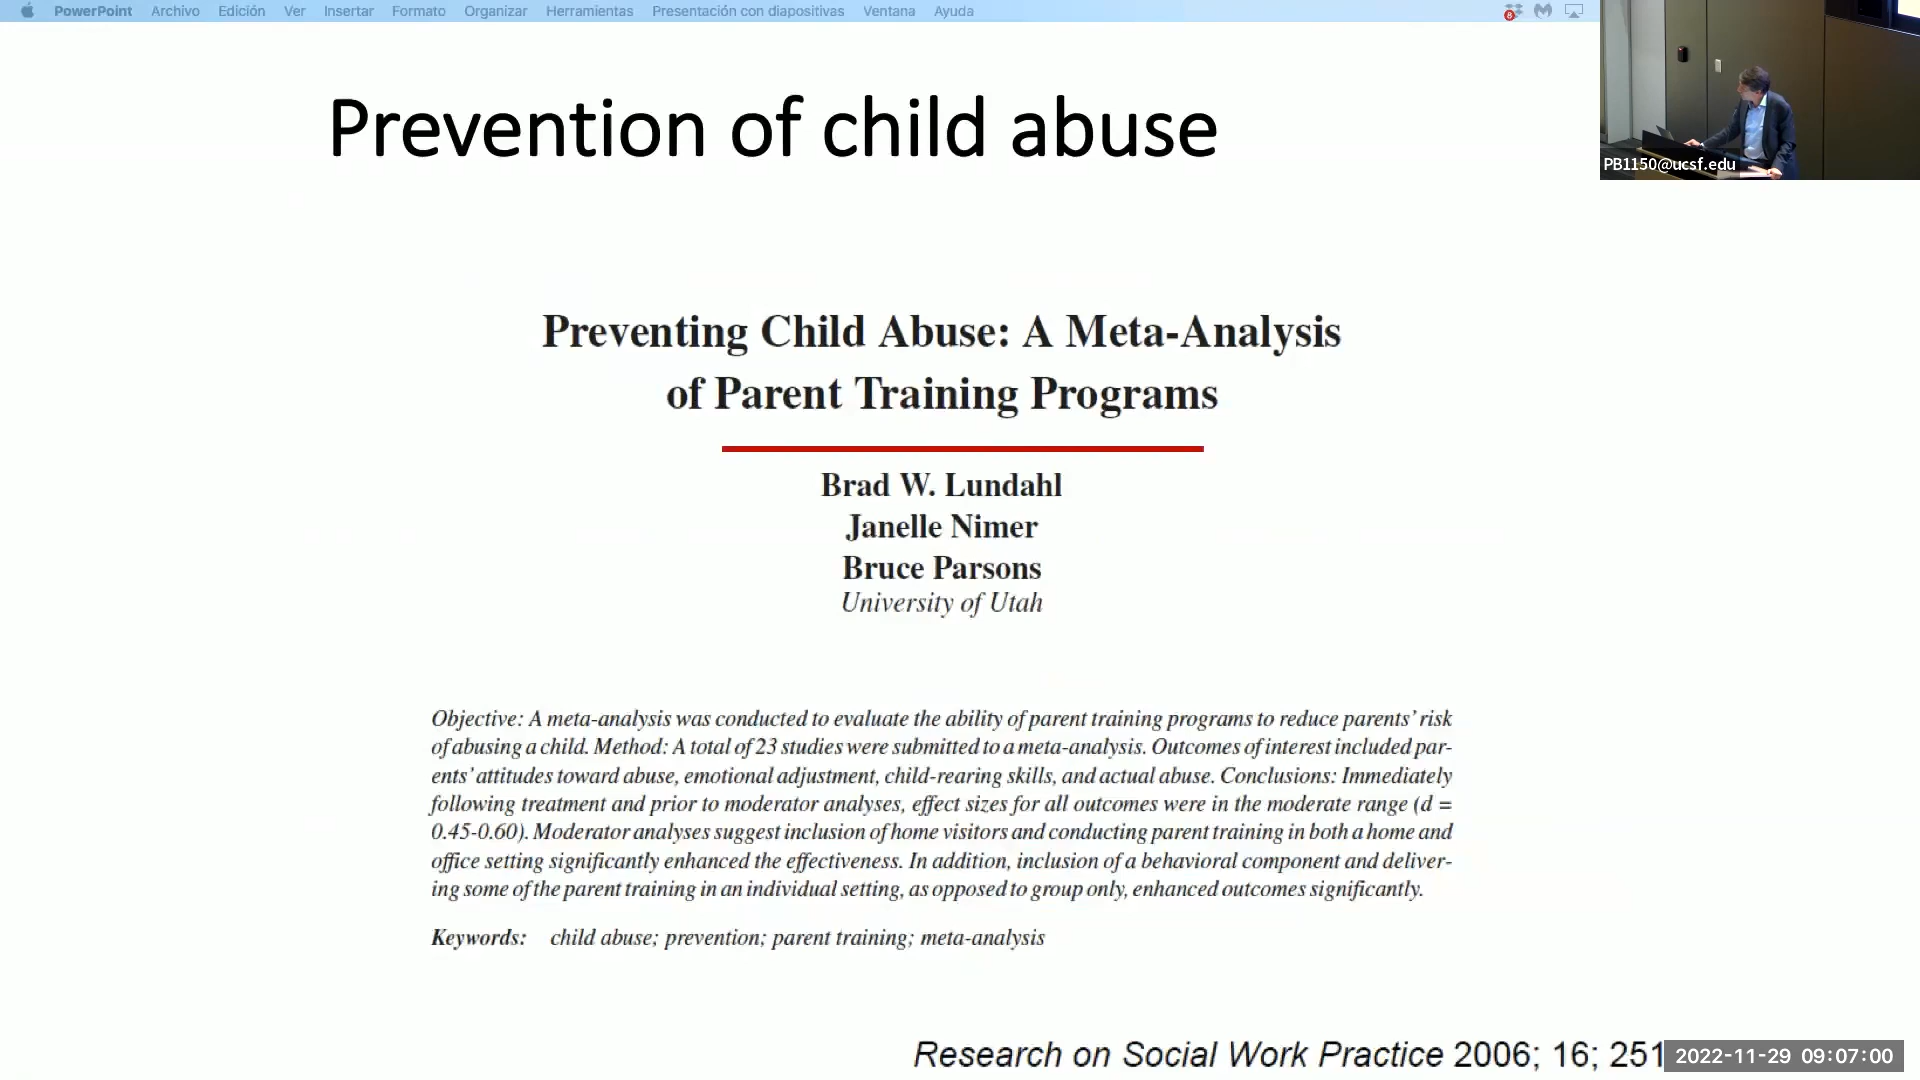 PowerPoint Archivo Edición Ver Insertar Formato Organizar Herramientas Presentación con diapositivas Ventana Ayuda
8
PB1150@ucsf.edu
Prevention of child abuse
Preventing Child Abuse: A Meta-Analysis
of Parent Training Programs
Brad W. Lundahl
Janelle Nimer
Bruce Parsons
University of Utah
Objective: A meta-analysis was conducted to evaluate the ability of parent training programs to reduce parents' risk
of abusing a child. Method: A total of 23 studies were submitted to a meta-analysis. Outcomes of interest included par-
ents' attitudes toward abuse, emotional adjustment, child-rearing skills, and actual abuse. Conclusions: Immediately
following treatment and prior to moderator analyses, effect sizes for all outcomes were in the moderate range (d =
0.45-0.60). Moderator analyses suggest inclusion of home visitors and conducting parent training in both a home and
office setting significantly enhanced the effectiveness. In addition, inclusion of a behavioral component and deliver-
ing some of the parent training in an individual setting, as opposed to group only, enhanced outcomes significantly.
Keywords: child abuse; prevention; parent training; meta-analysis
Research on Social Work Practice 2006; 16; 251
2022-11-29 09:07:00